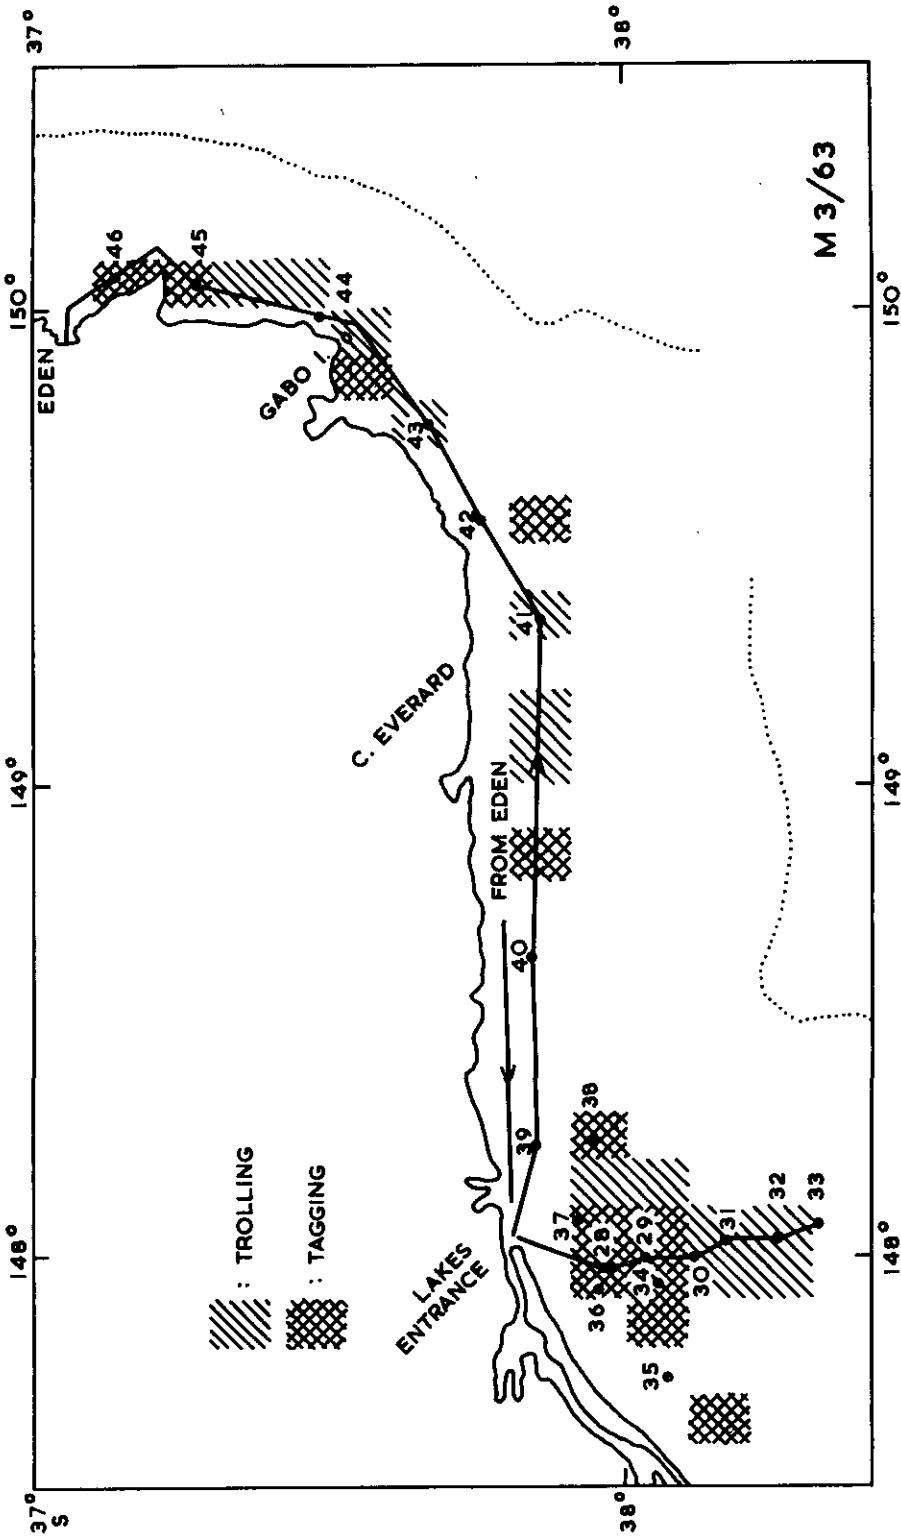 148°
149°
150°
37°
S
37°
EDEN
46
45
44
GABO I.
43
42
41
C. EVERARD
FROM EDEN
40
39
: TROLLING
: TAGGING
LAKES
ENTRANCE
38
37
36
28
34
29
35
30
31
32
33
38°
38°
M 3/63
148°
149°
150°